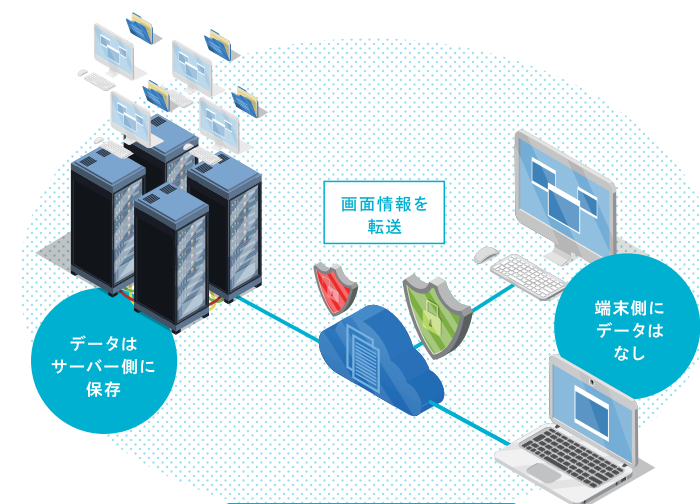 画面情報を
転送
端末側に
データは
なし
データは
サーバー側に
保存